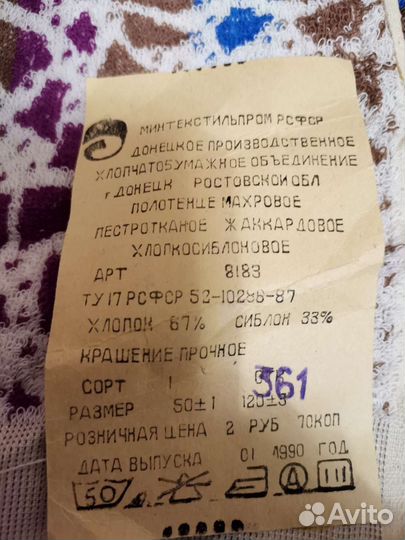 МИНТЕКСТИЛЬПРОМ РСФСР
ДОНЕЦКОЕ ПРОИЗВОДСТВЕННОЕ
ХЛОПЧАТОБУМАЖНОЕ ОБЪЕДИНЕНИЕ
г ДОНЕЦК РОСТОВСКОЙ ОБЛ
ПОЛОТЕНЦЕ МАХРОВОЕ
ПЕСТРОТКАНОЕ ЖАККАРДОВОЕ
ХЛОПКОСИБЛОНОВОЕ
АРТ 8183
ТУ 17 РСФСР 52-10288-87
ХЛОПОК 67% СИБЛОН 33%
КРАШЕНИЕ ПРОЧНОЕ
СОРТ 1 361
РАЗМЕР 50±1 120±3
РОЗНИЧНАЯ ЦЕНА 2 РУБ 70КОП
ДАТА ВЫПУСКА 01 1990 ГОД
50 А
Avito